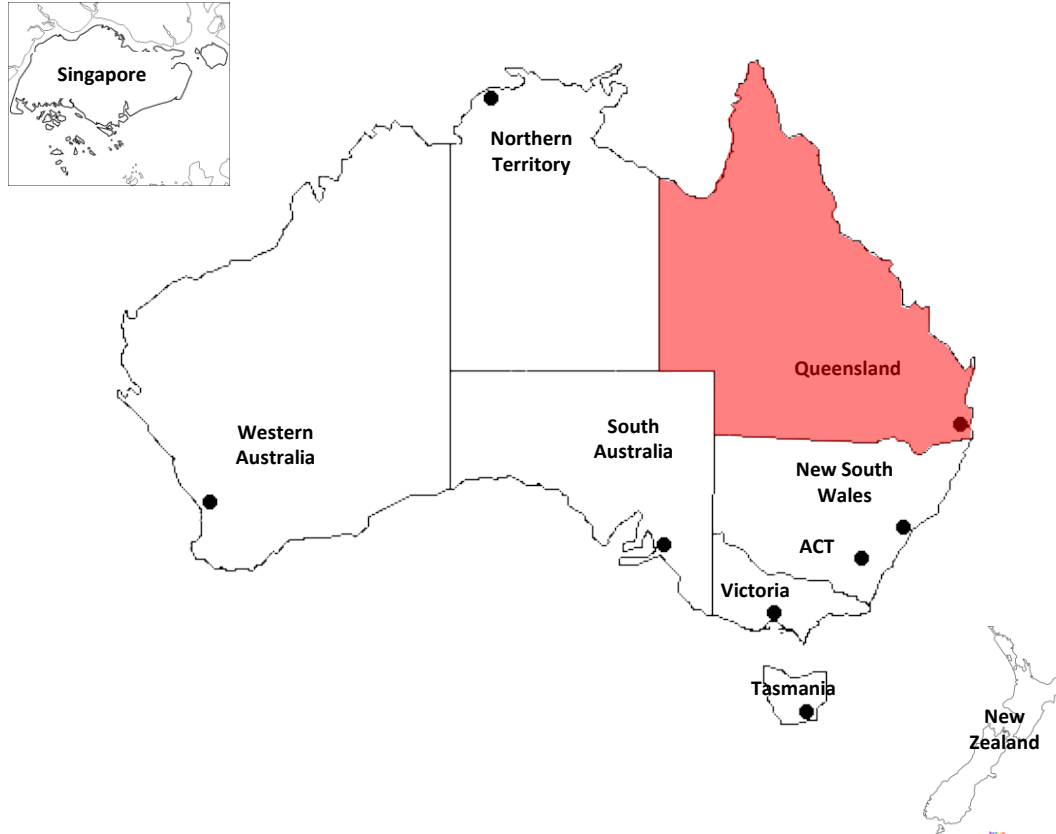 Singapore
Northern
Territory
Queensland
Western
Australia
South
Australia
New South
Wales
ACT
Victoria
Tasmania
New
Zealand